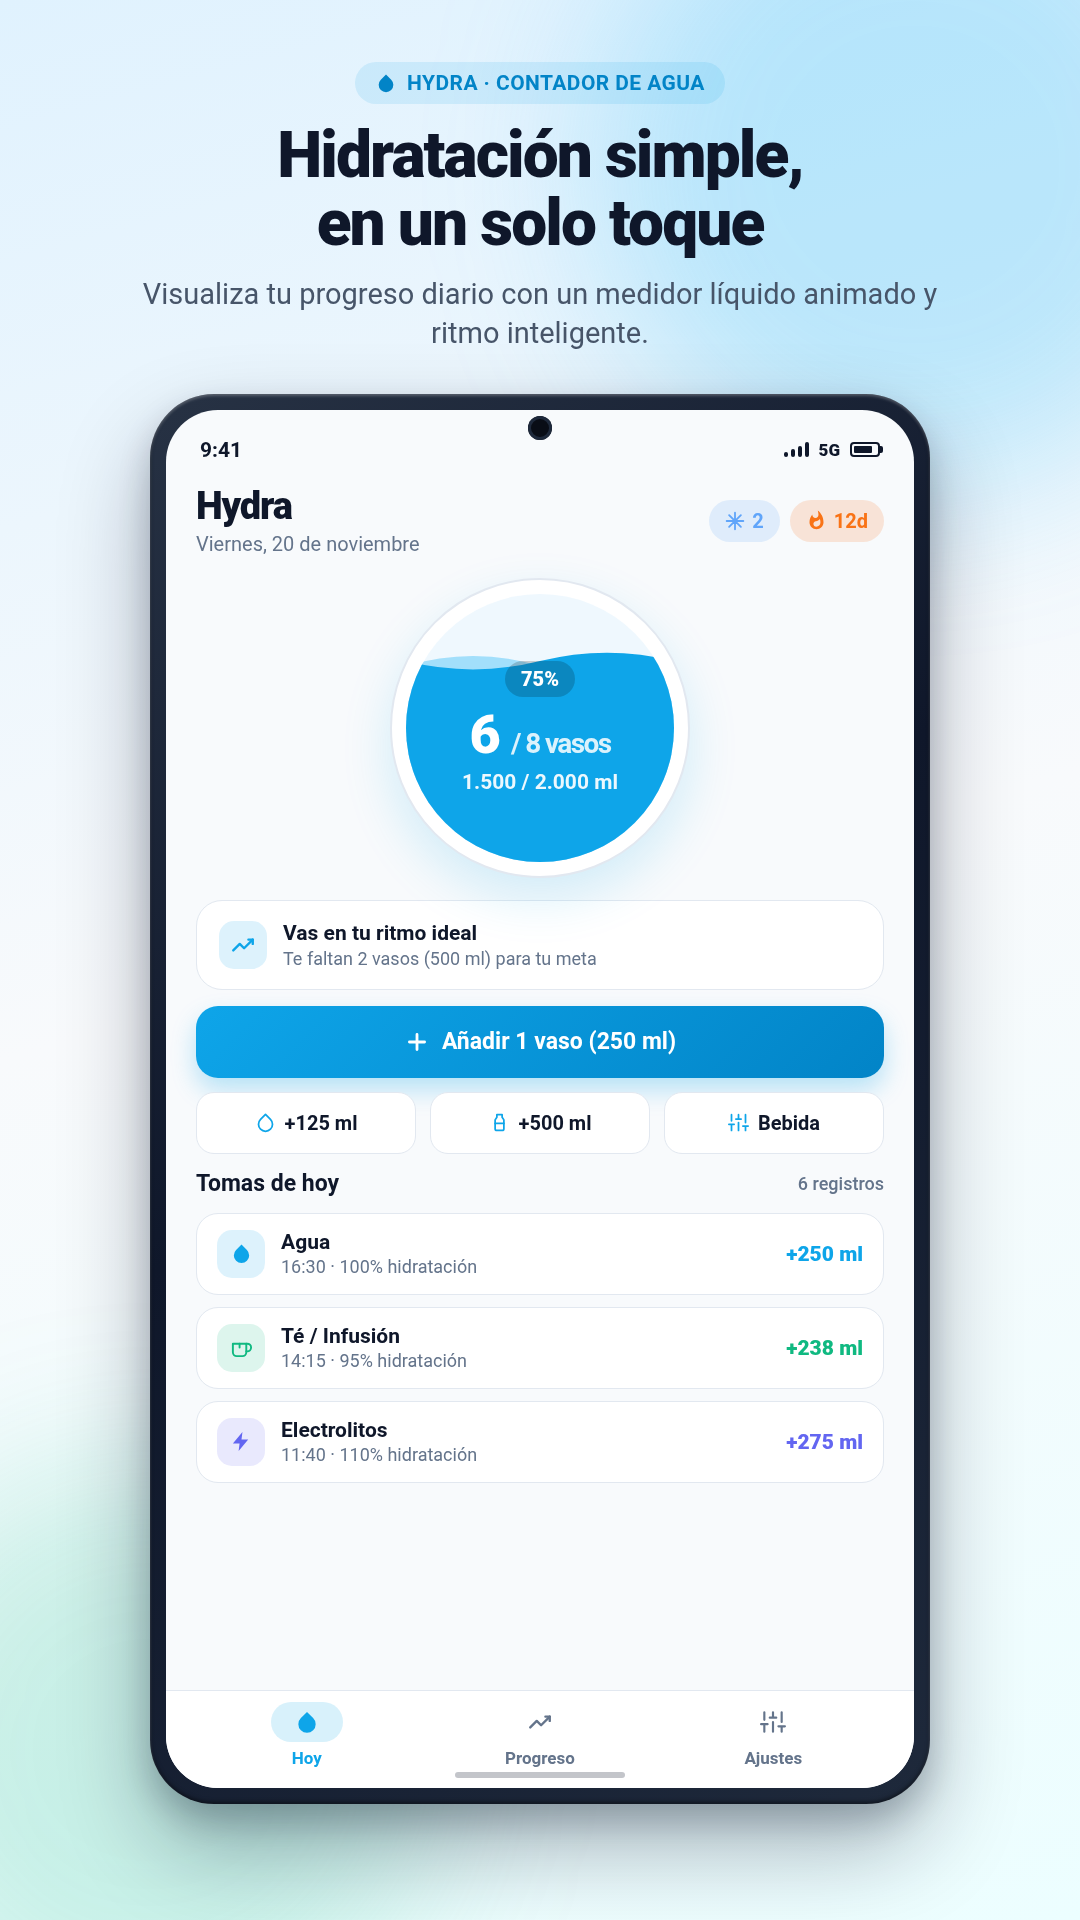 HYDRA · CONTADOR DE AGUA
Hidratación simple,
en un solo toque
Visualiza tu progreso diario con un medidor líquido animado y
ritmo inteligente.
9:41
5G
Hydra
2
12d
Viernes, 20 de noviembre
75%
6 / 8 vasos
1.500 / 2.000 ml
Vas en tu ritmo ideal
Te faltan 2 vasos (500 ml) para tu meta
+ Añadir 1 vaso (250 ml)
+125 ml
+500 ml
Bebida
Tomas de hoy
6 registros
Agua
16:30 · 100% hidratación
+250 ml
Té / Infusión
14:15 · 95% hidratación
+238 ml
Electrolitos
11:40 · 110% hidratación
+275 ml
Hoy
Progreso
Ajustes